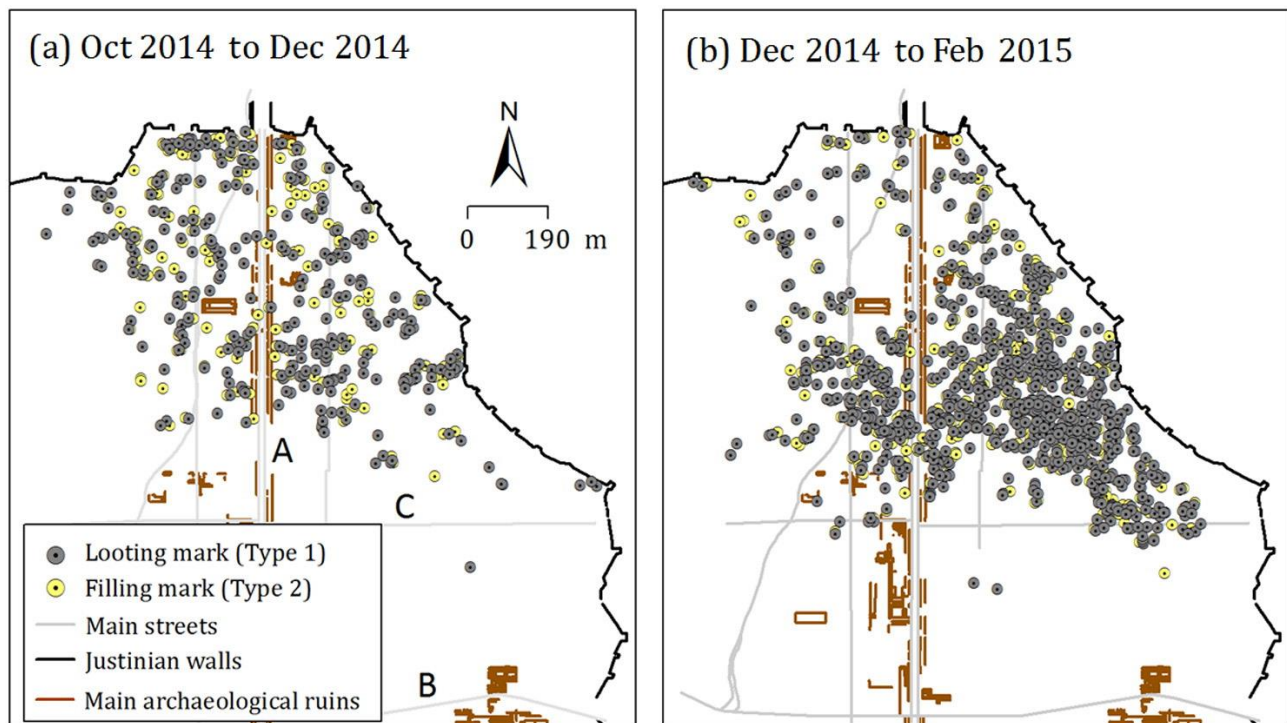 (a) Oct 2014 to Dec 2014
N
0 190 m
A
C
Looting mark (Type 1)
Filling mark (Type 2)
Main streets
Justinian walls
Main archaeological ruins
B
(b) Dec 2014 to Feb 2015